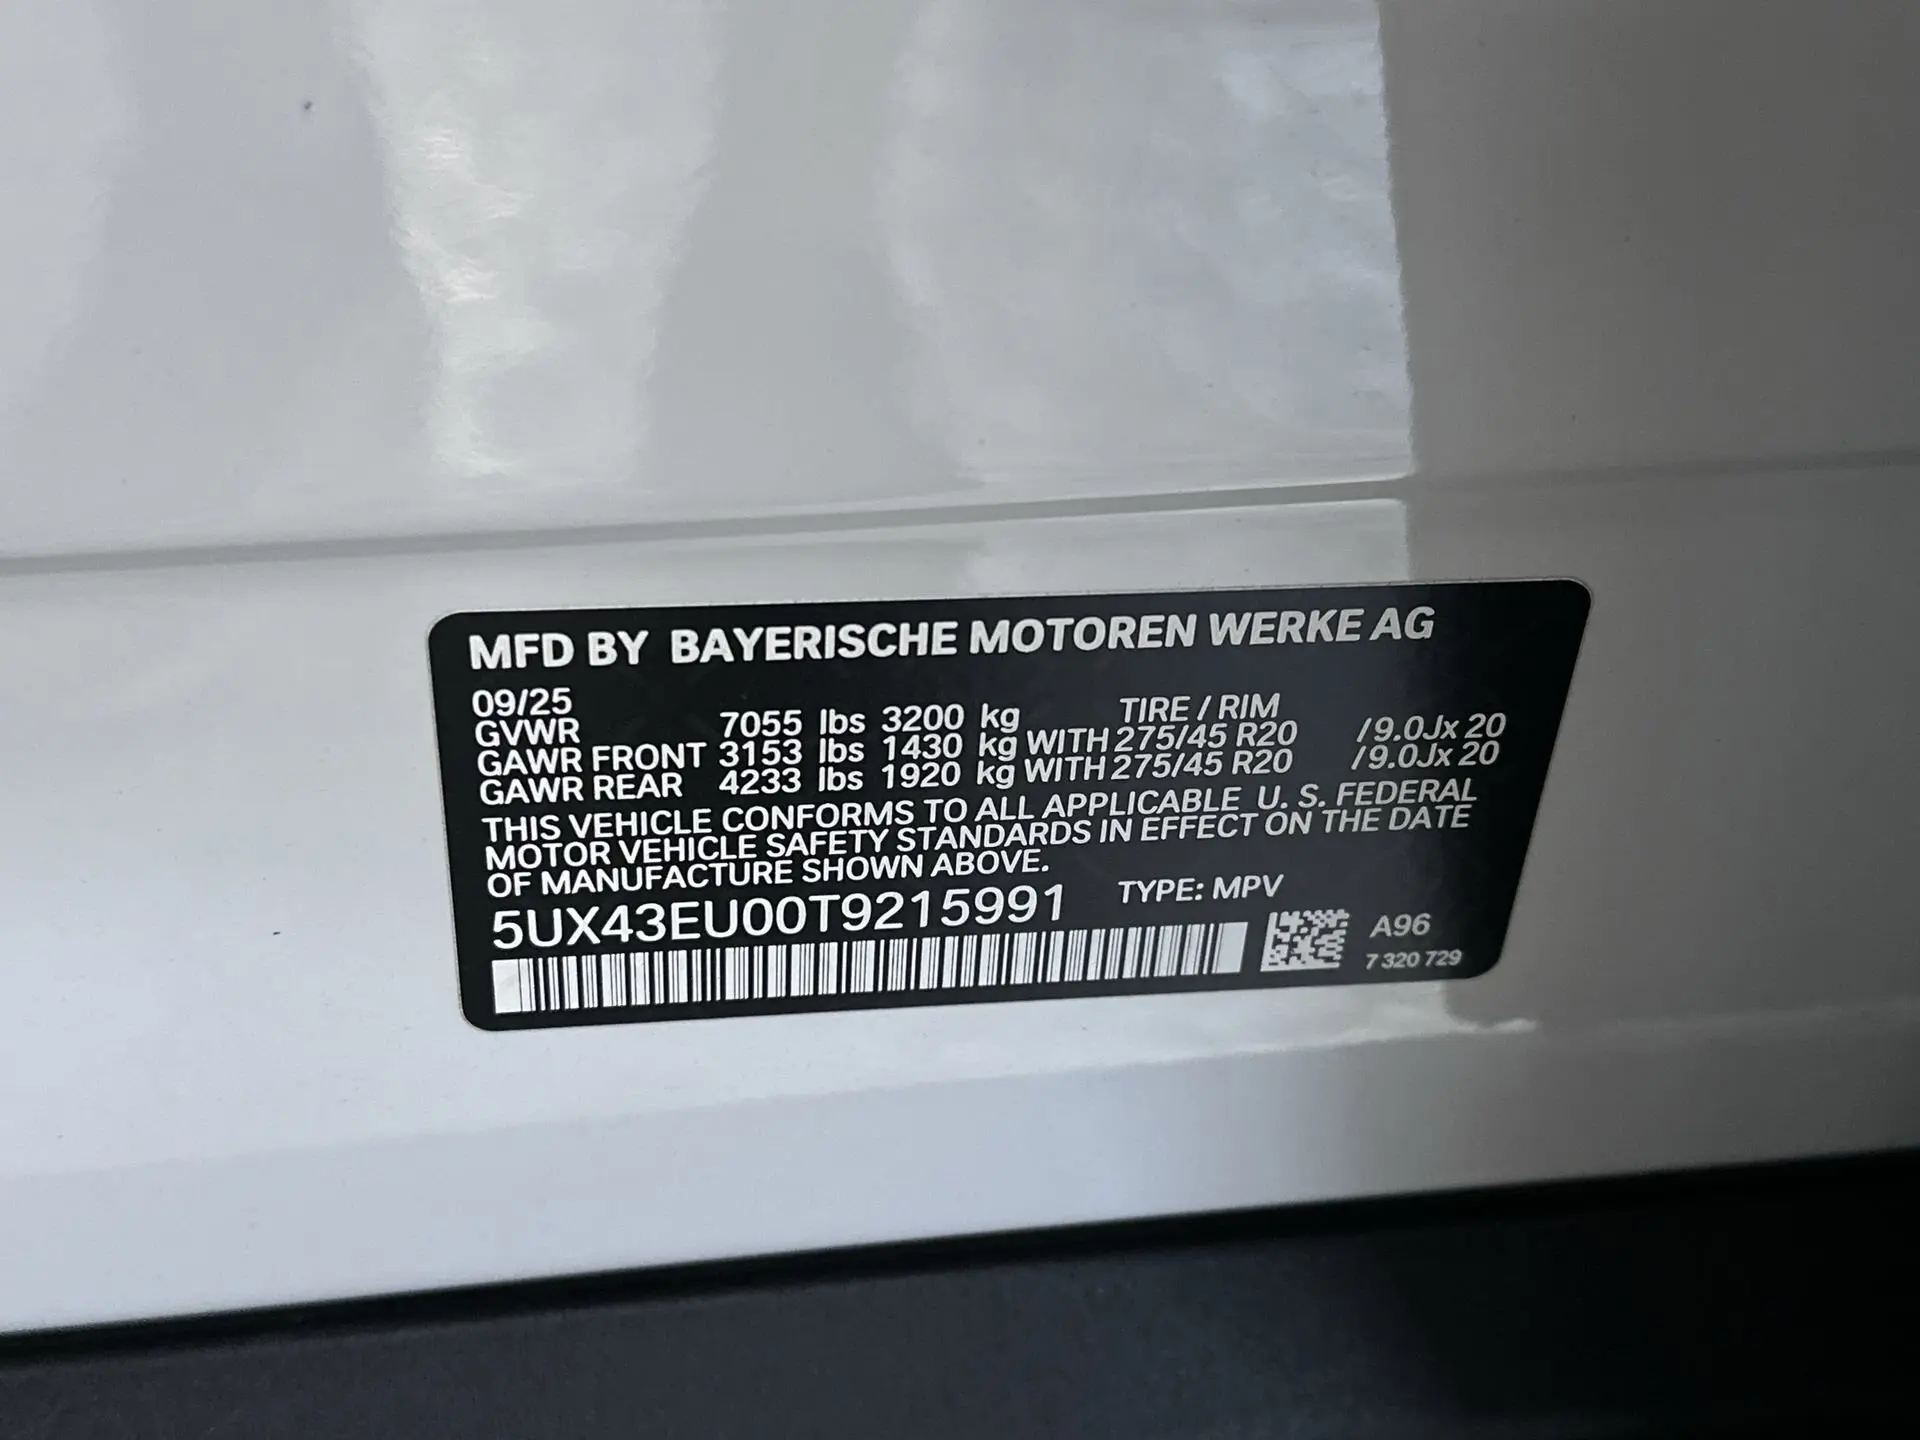 MFD BY BAYERISCHE MOTOREN WERKE AG
09/25 TIRE / RIM
GVWR 7055 lbs 3200 kg
GAWR FRONT 3153 lbs 1430 kg WITH 275/45 R20 /9.0Jx 20
GAWR REAR 4233 lbs 1920 kg WITH 275/45 R20 /9.0Jx 20
THIS VEHICLE CONFORMS TO ALL APPLICABLE U. S. FEDERAL
MOTOR VEHICLE SAFETY STANDARDS IN EFFECT ON THE DATE
OF MANUFACTURE SHOWN ABOVE.
5UX43EU00T9215991 TYPE: MPV
A96
7 320 729